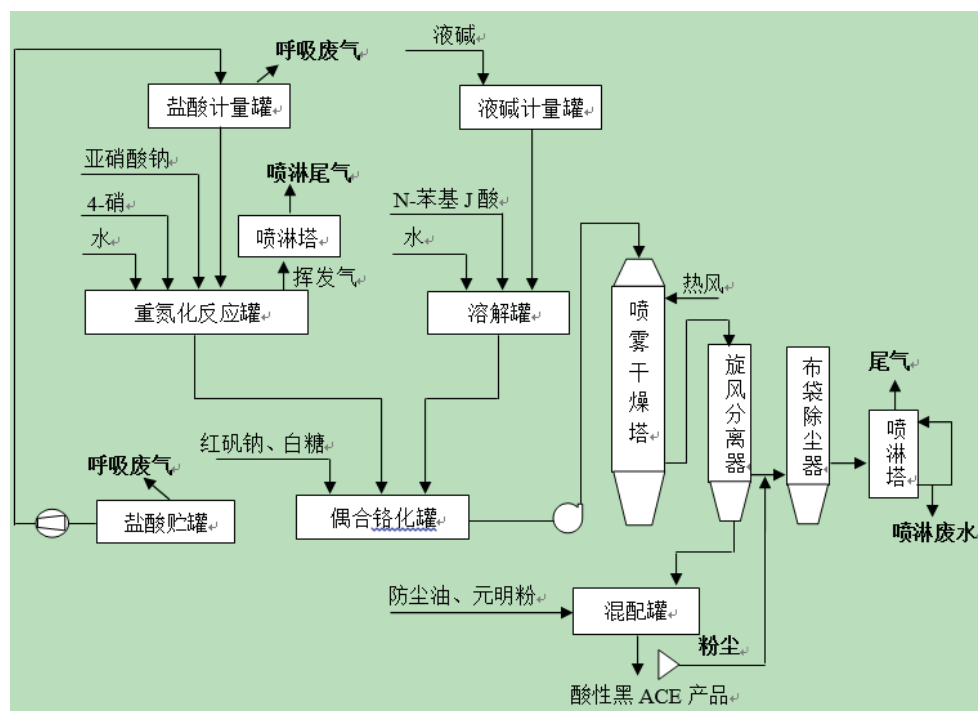 液碱
呼吸废气
盐酸计量罐
液碱计量罐
亚硝酸钠
喷淋尾气
N-苯基 J 酸
4-硝
水
喷淋塔
水
挥发气
热风
重氮化反应罐
溶解罐
喷雾干燥塔
旋风分离器
布袋除尘器
尾气
喷淋塔
红矾钠、白糖
呼吸废气
盐酸贮罐
偶合铬化罐
喷淋废水
防尘油、元明粉
混配罐
粉尘
酸性黑 ACE 产品